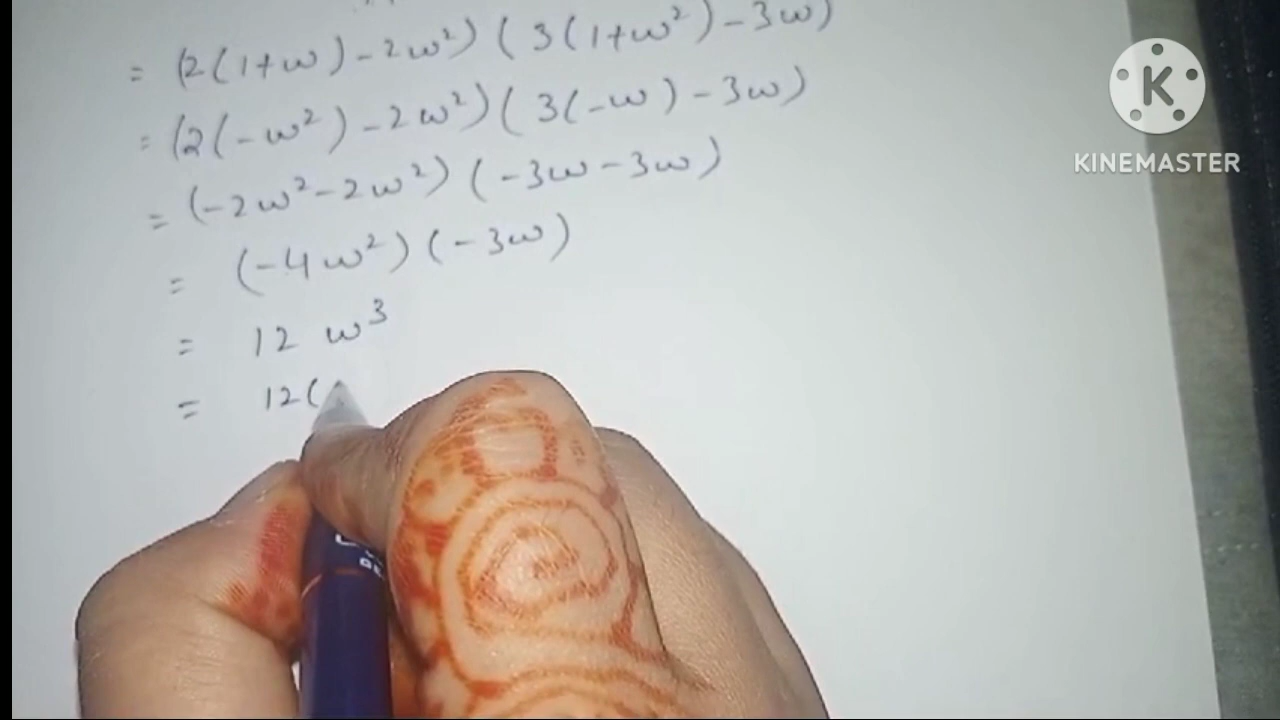 = (2(1+ω)-2ω²) (3(1+ω²)-3ω)
= (2(-ω²)-2ω²) (3(-ω)-3ω)
= (-2ω²-2ω²) (-3ω-3ω)
= (-4ω²) (-3ω)
= 12 ω³
= 12(
KINEMASTER